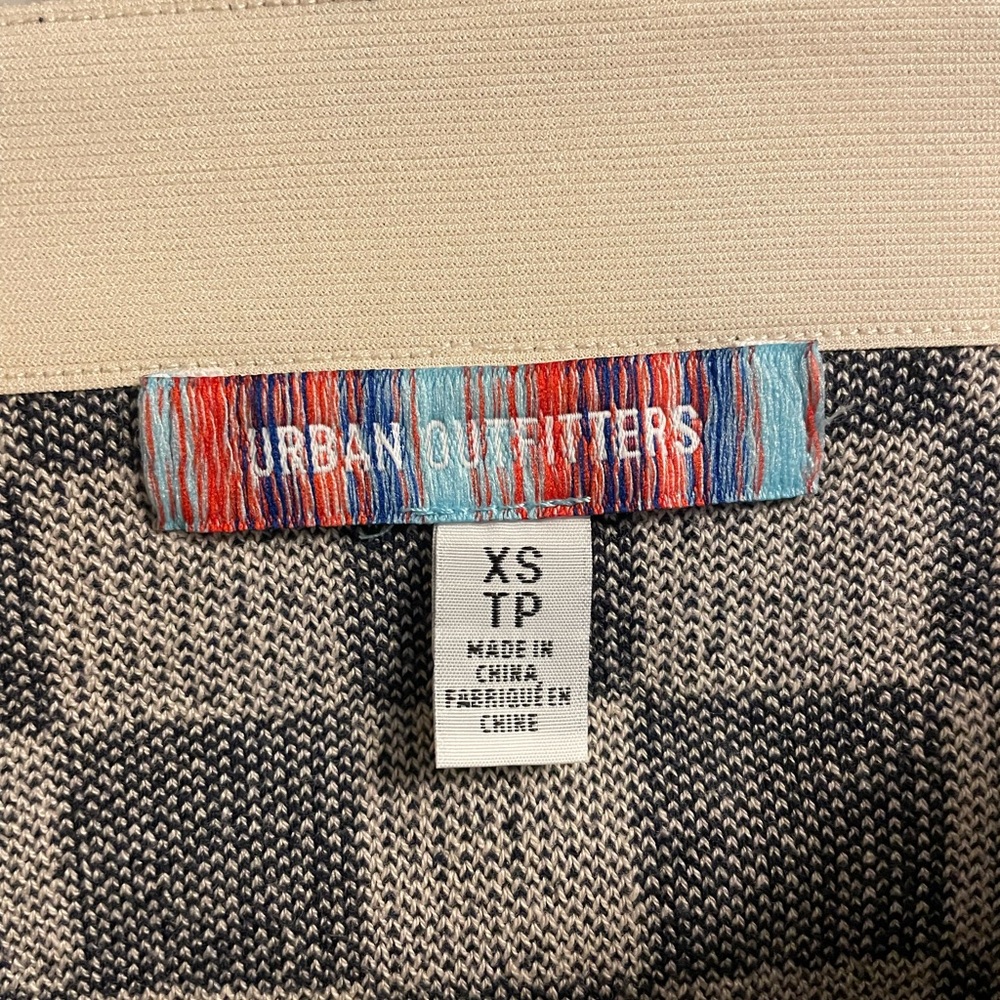 URBAN OUTFITTERS
XS
TP
MADE IN
CHINA
FABRIQUÉ EN
CHINE